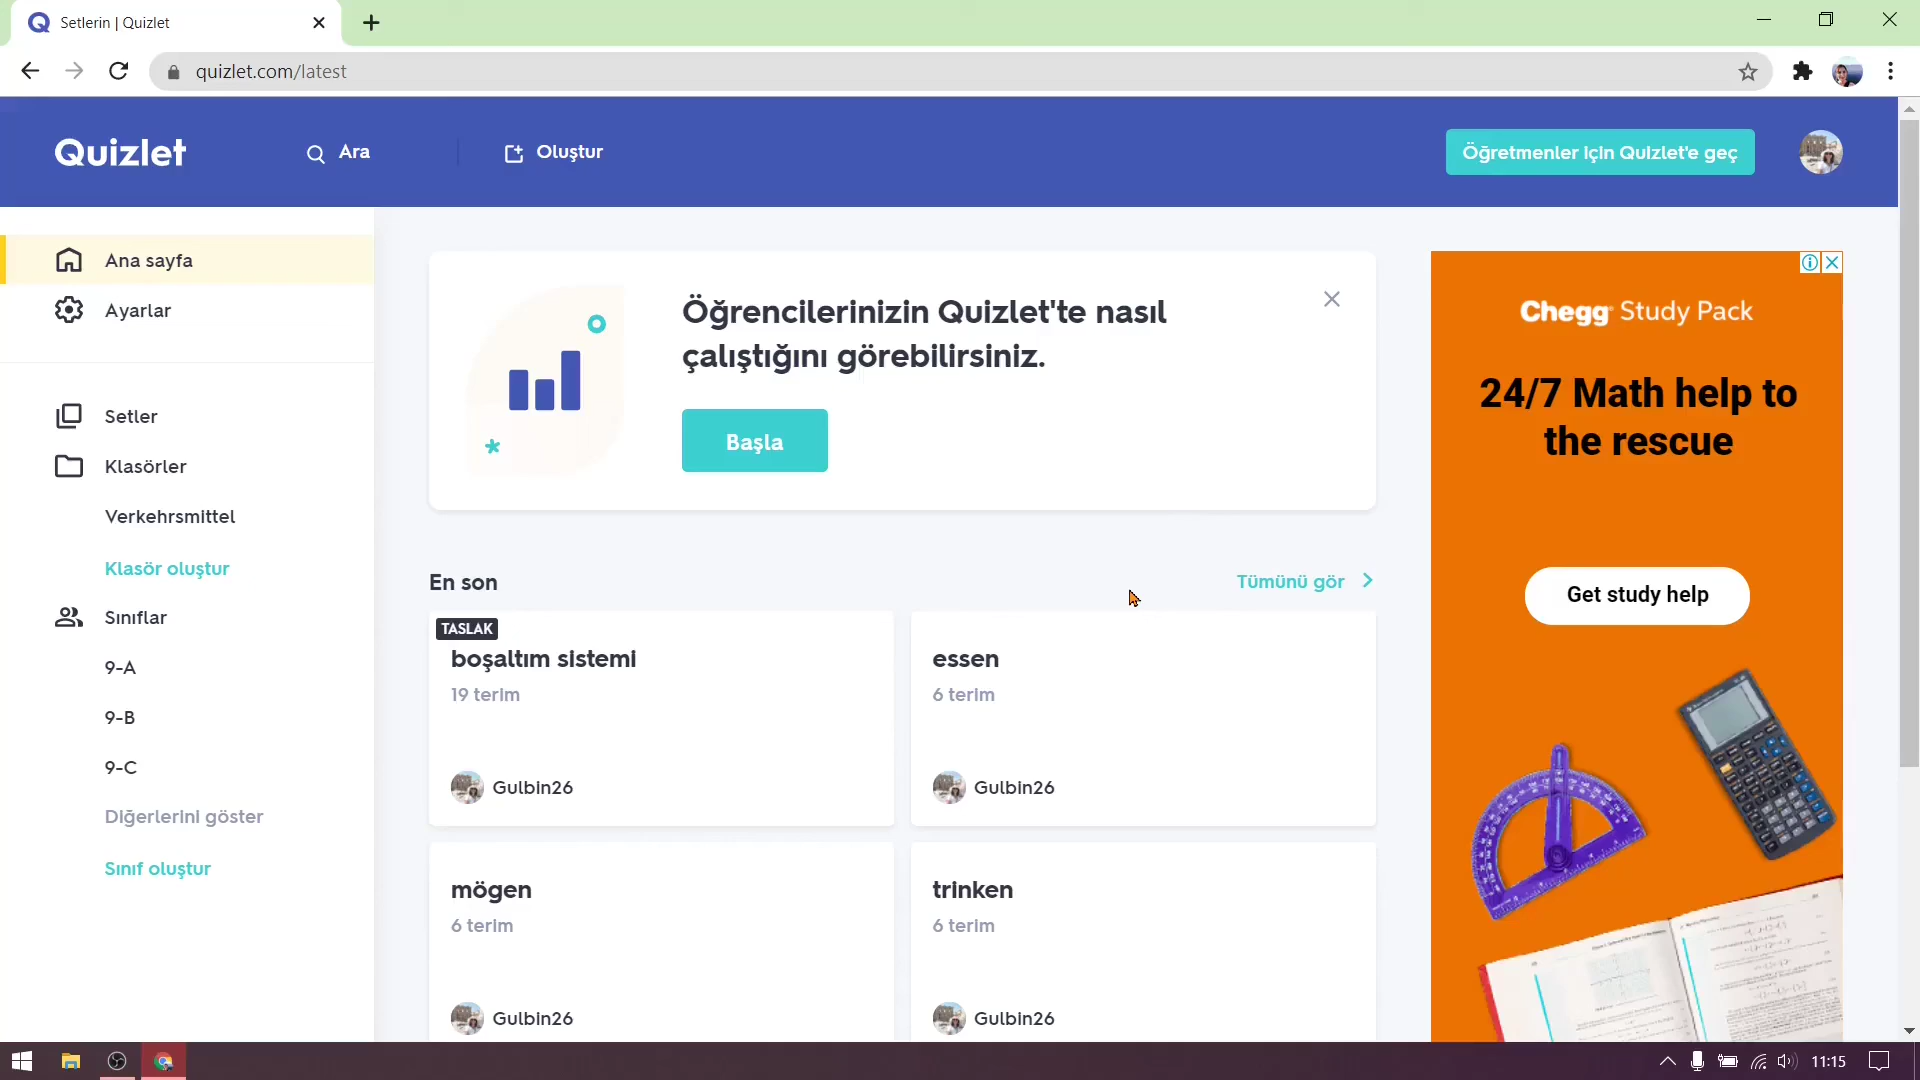 Setlerin | Quizlet
quizlet.com/latest
Quizlet
Ara
Oluştur
Öğretmenler için Quizlet'e geç
Ana sayfa
Ayarlar
Setler
Klasörler
Verkehrsmittel
Klasör oluştur
Sınıflar
9-A
9-B
9-C
Diğerlerini göster
Sınıf oluştur
Öğrencilerinizin Quizlet'te nasıl
çalıştığını görebilirsiniz.
Başla
En son
Tümünü gör
TASLAK
boşaltım sistemi
19 terim
Gulbin26
essen
6 terim
Gulbin26
mögen
6 terim
Gulbin26
trinken
6 terim
Gulbin26
Chegg Study Pack
24/7 Math help to
the rescue
Get study help
11:15